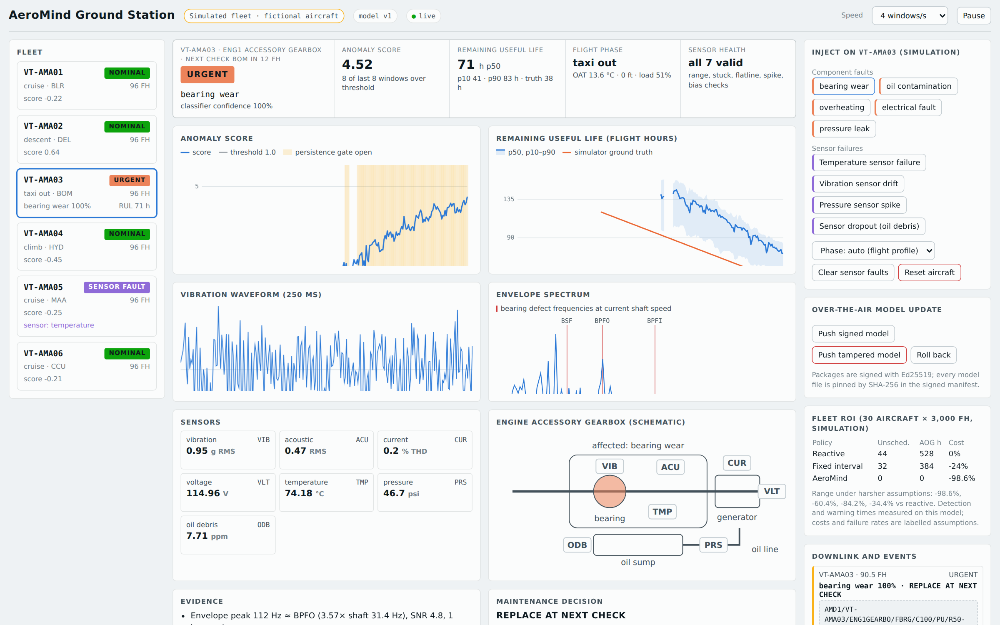 AeroMind Ground Station
Simulated fleet · fictional aircraft
model v1
● live
Speed
4 windows/s
Pause
FLEET
VT-AMA01 NOMINAL
cruise · BLR 96 FH
score -0.22
VT-AMA02 NOMINAL
descent · DEL 96 FH
score 0.64
VT-AMA03 URGENT
taxi out · BOM 96 FH
bearing wear 100% RUL 71 h
VT-AMA04 NOMINAL
climb · HYD 96 FH
score -0.45
VT-AMA05 SENSOR FAULT
cruise · MAA 96 FH
score -0.25
sensor: temperature
VT-AMA06 NOMINAL
cruise · CCU 96 FH
score -0.21
VT-AMA03 · ENG1 ACCESSORY GEARBOX
· NEXT CHECK BOM IN 12 FH
URGENT
bearing wear
classifier confidence 100%
ANOMALY SCORE
4.52
8 of last 8 windows over
threshold
REMAINING USEFUL LIFE
71 h p50
p10 41 · p90 83 h · truth 38
h
FLIGHT PHASE
taxi out
OAT 13.6 °C · 0 ft · load 51%
SENSOR HEALTH
all 7 valid
range, stuck, flatline, spike,
bias checks
ANOMALY SCORE
score threshold 1.0 persistence gate open
5
REMAINING USEFUL LIFE (FLIGHT HOURS)
p50, p10–p90 simulator ground truth
135
90
VIBRATION WAVEFORM (250 MS)
ENVELOPE SPECTRUM
bearing defect frequencies at current shaft speed
BSF BPFO BPFI
SENSORS
vibration VIB
0.95 g RMS
acoustic ACU
0.47 RMS
current CUR
0.2 % THD
voltage VLT
114.96 V
temperature TMP
74.18 °C
pressure PRS
46.7 psi
oil debris ODB
7.71 ppm
ENGINE ACCESSORY GEARBOX (SCHEMATIC)
affected: bearing wear
VIB
ACU
CUR
VLT
TMP
bearing
generator
ODB
PRS
oil line
oil sump
EVIDENCE
• Envelope peak 112 Hz ≈ BPFO (3.57× shaft 31.4 Hz), SNR 4.8, 1
MAINTENANCE DECISION
REPLACE AT NEXT CHECK
INJECT ON VT-AMA03 (SIMULATION)
Component faults
bearing wear
oil contamination
overheating
electrical fault
pressure leak
Sensor failures
Temperature sensor failure
Vibration sensor drift
Pressure sensor spike
Sensor dropout (oil debris)
Phase: auto (flight profile)
Clear sensor faults
Reset aircraft
OVER-THE-AIR MODEL UPDATE
Push signed model
Push tampered model
Roll back
Packages are signed with Ed25519; every model
file is pinned by SHA-256 in the signed manifest.
FLEET ROI (30 AIRCRAFT × 3,000 FH,
SIMULATION)
Policy Unsched. AOG h Cost
Reactive 44 528 0%
Fixed interval 32 384 -24%
AeroMind 0 0 -98.6%
Range under harsher assumptions: -98.6%,
-60.4%, -84.2%, -34.4% vs reactive. Detection
and warning times measured on this model;
costs and failure rates are labelled assumptions.
DOWNLINK AND EVENTS
VT-AMA03 · 90.5 FH URGENT
bearing wear 100% · REPLACE AT NEXT
CHECK
AMD1/VT-
AMA03/ENG1GEARBO/FBRG/C100/PU/R50-